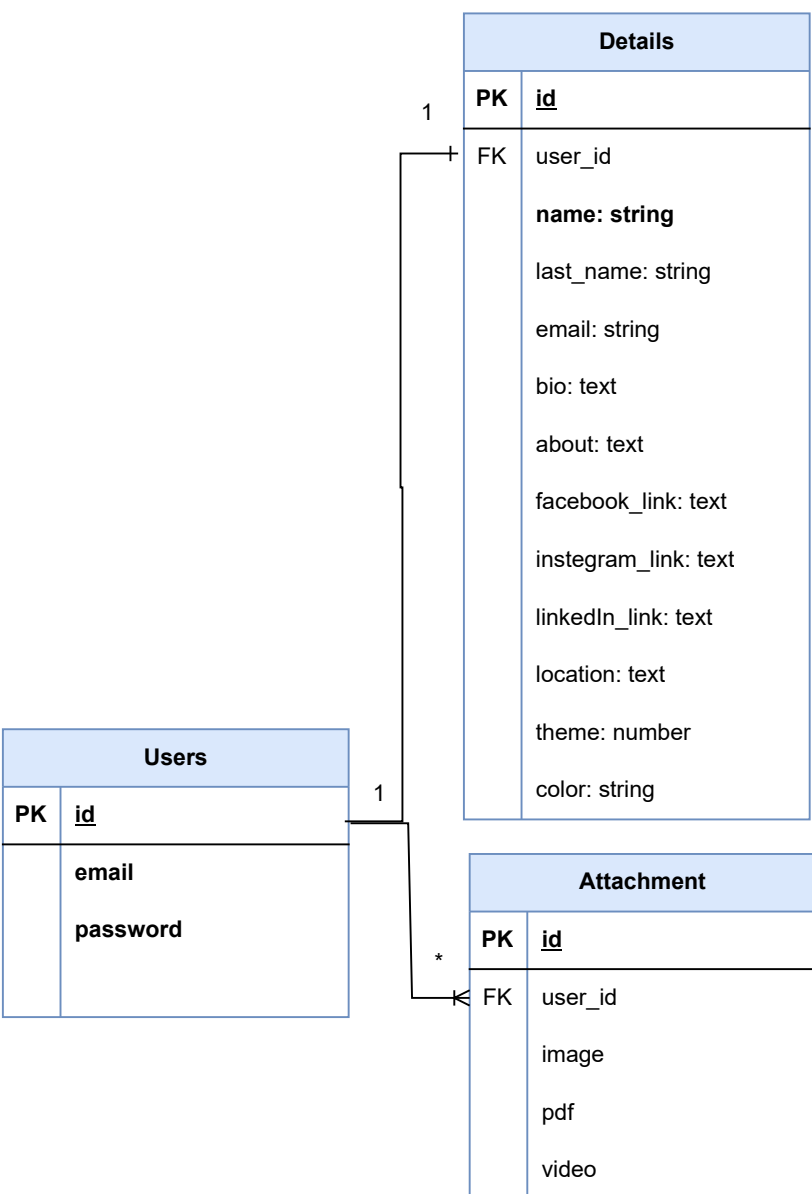 Details
PK id
1
FK user_id
name: string
last_name: string
email: string
bio: text
about: text
facebook_link: text
instegram_link: text
linkedIn_link: text
location: text
theme: number
color: string
Users
PK id
1
email
password
Attachment
PK id
*
FK user_id
image
pdf
video